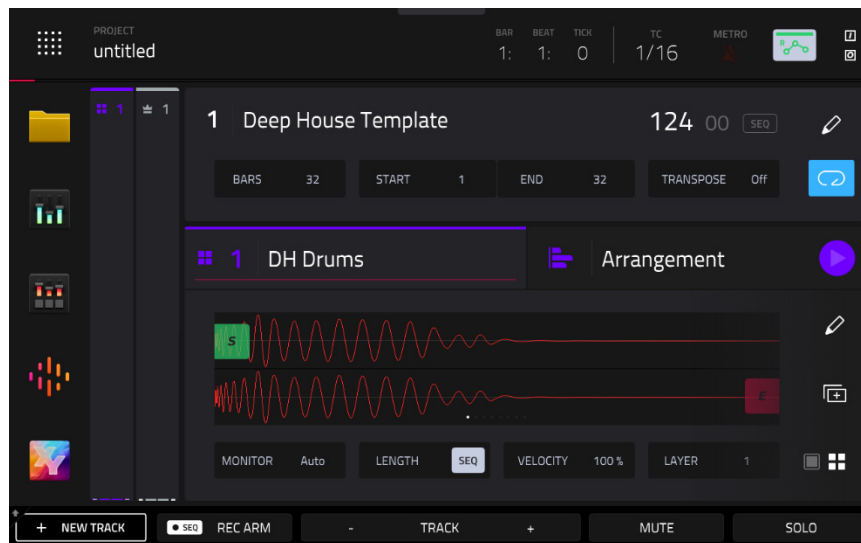 PROJECT
untitled
BAR BEAT TICK
1: 1: 0
TC
1/16
METRO
1 1
1 Deep House Template
124 00 SEQ
BARS 32 START 1 END 32 TRANSPOSE Off
1 DH Drums
Arrangement
S
E
MONITOR Auto LENGTH SEQ VELOCITY 100 % LAYER 1
+ NEW TRACK SEQ REC ARM - TRACK + MUTE SOLO